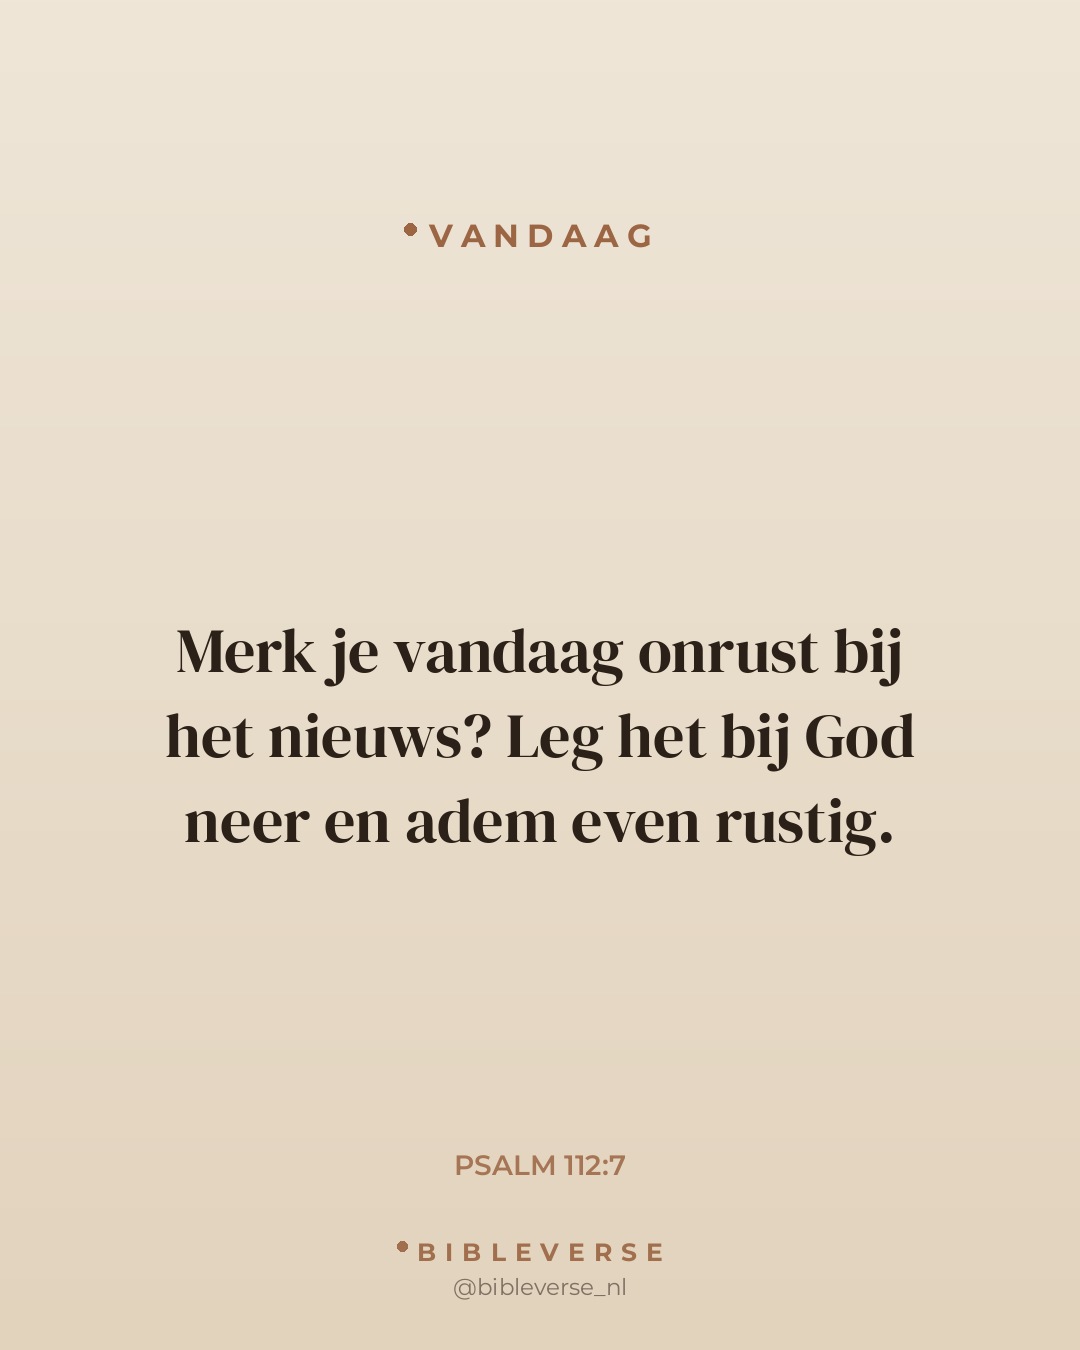 VANDAAG
Merk je vandaag onrust bij
het nieuws? Leg het bij God
neer en adem even rustig.
PSALM 112:7
BIBLEVERSE
@bibleverse_nl